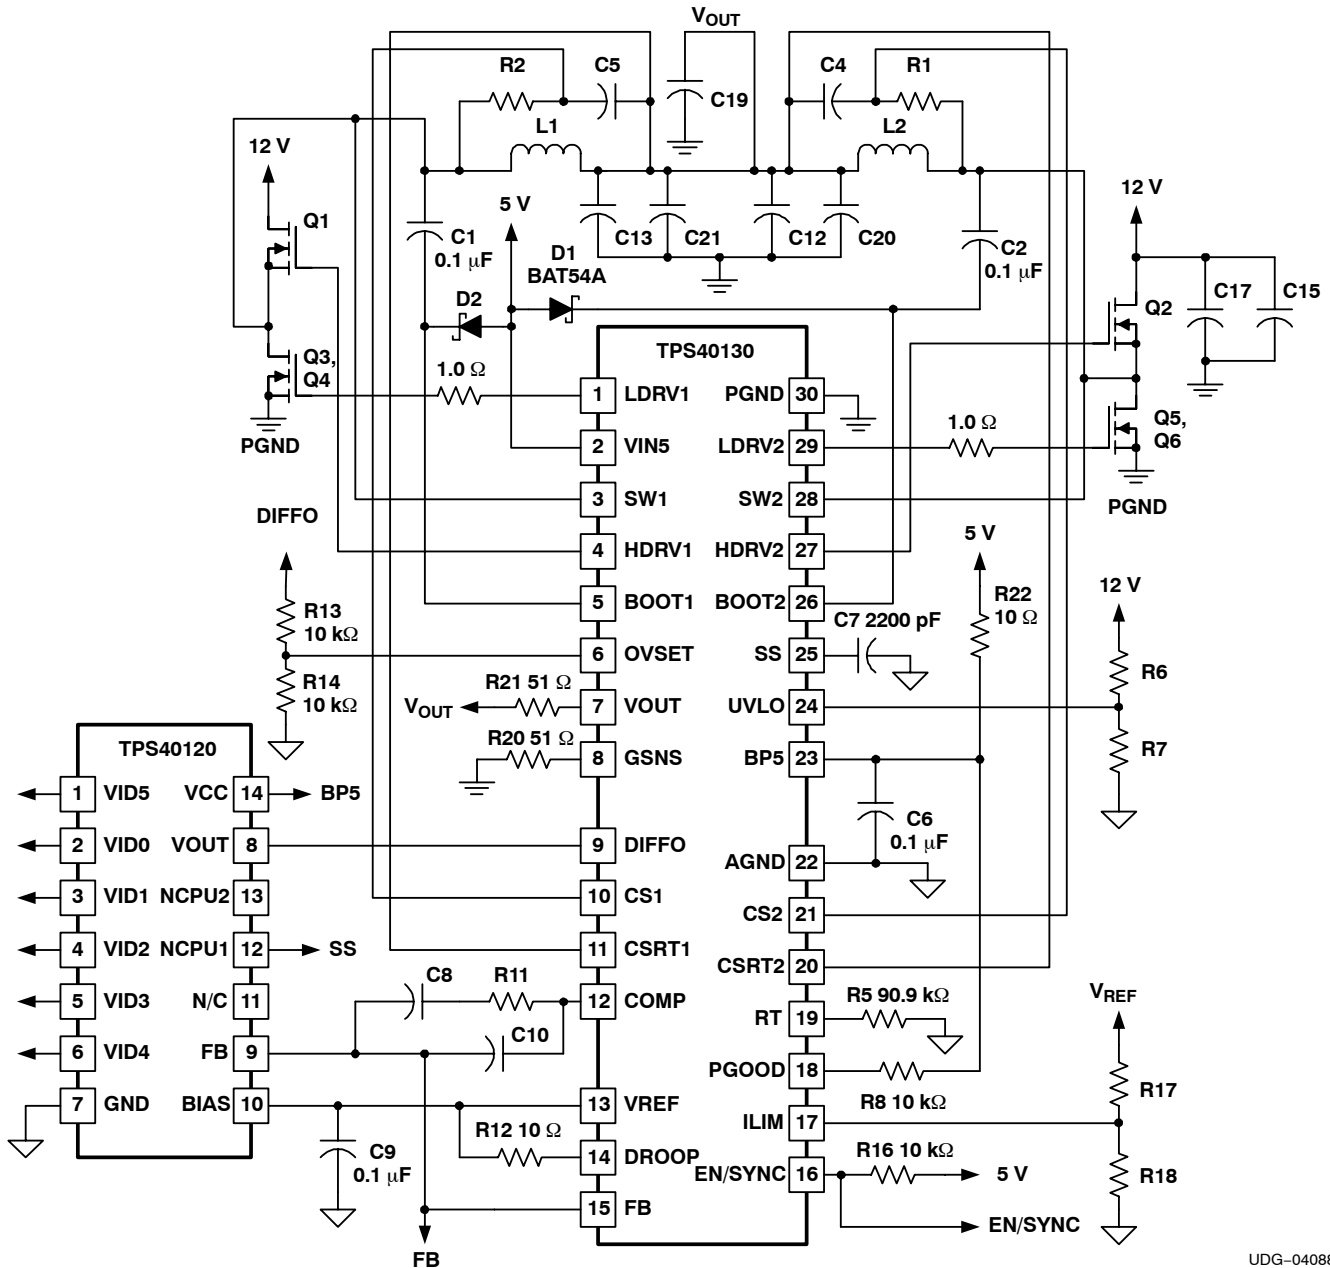 VOUT
R2
C5
C4
R1
C19
L1
L2
12 V
Q1
5 V
C1
0.1 μF
C13
C21
C12
C20
C2
0.1 μF
12 V
D1
BAT54A
D2
Q2
C17
C15
Q3,
Q4
PGND
1.0 Ω
TPS40130
1 LDRV1
PGND 30
2 VIN5
LDRV2 29
1.0 Ω
Q5,
Q6
PGND
3 SW1
SW2 28
4 HDRV1
HDRV2 27
5 BOOT1
BOOT2 26
6 OVSET
SS 25
7 VOUT
UVLO 24
8 GSNS
BP5 23
9 DIFFO
AGND 22
10 CS1
CS2 21
11 CSRT1
CSRT2 20
12 COMP
RT 19
PGOOD 18
13 VREF
ILIM 17
14 DROOP
EN/SYNC 16
15 FB
DIFFO
R13
10 kΩ
R14
10 kΩ
5 V
R22
10 Ω
12 V
C7 2200 pF
R6
R7
VOUT
R21 51 Ω
R20 51 Ω
C6
0.1 μF
TPS40120
1 VID5
VCC 14
BP5
2 VID0
VOUT 8
3 VID1
NCPU2 13
4 VID2
NCPU1 12
SS
5 VID3
N/C 11
6 VID4
FB 9
7 GND
BIAS 10
C8
R11
C10
R5 90.9 kΩ
VREF
R17
R8 10 kΩ
C9
0.1 μF
R12 10 Ω
R16 10 kΩ
5 V
R18
EN/SYNC
FB
UDG–04088